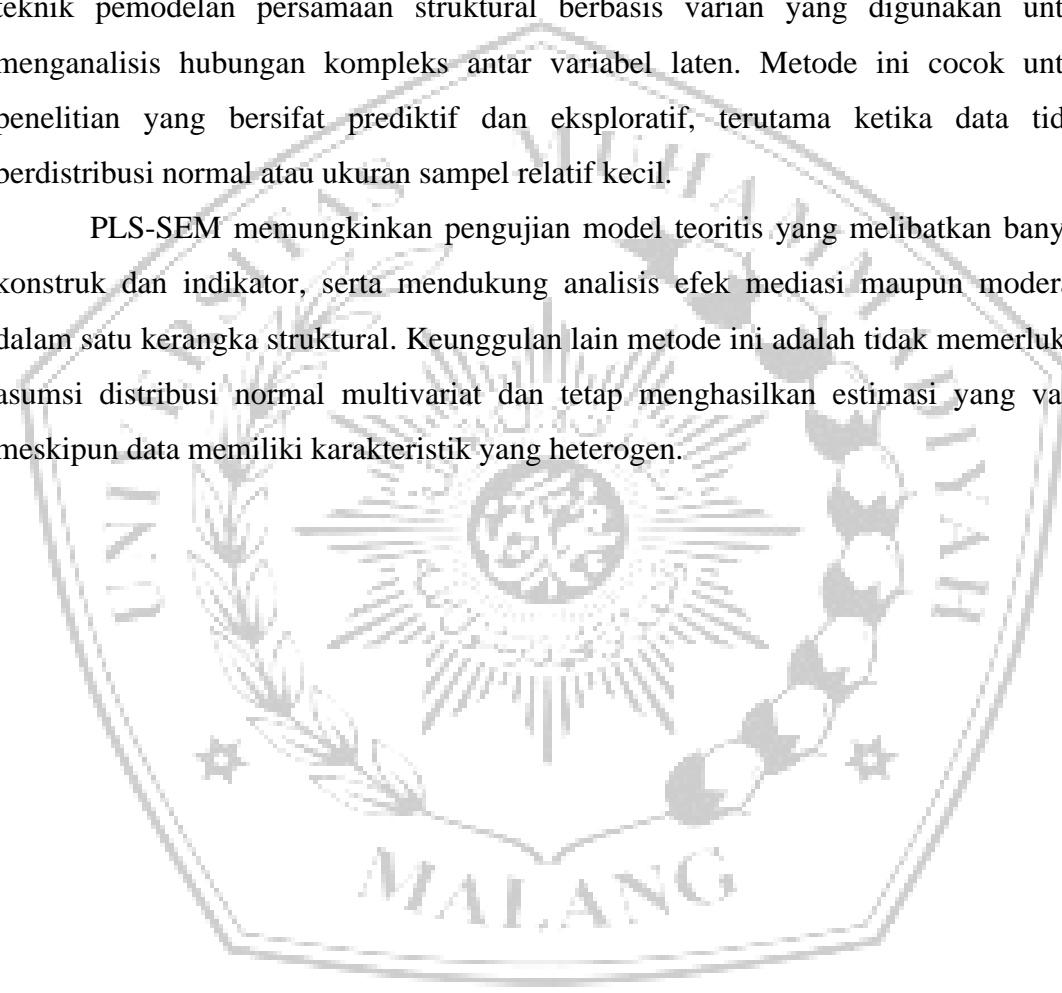 teknik pemodelan persamaan struktural berbasis varian yang digunakan unt
menganalisis hubungan kompleks antar variabel laten. Metode ini cocok unt
penelitian yang bersifat prediktif dan eksploratif, terutama ketika data tid
berdistribusi normal atau ukuran sampel relatif kecil.
PLS-SEM memungkinkan pengujian model teoritis yang melibatkan bany
konstruk dan indikator, serta mendukung analisis efek mediasi maupun moder
dalam satu kerangka struktural. Keunggulan lain metode ini adalah tidak memerluk
asumsi distribusi normal multivariat dan tetap menghasilkan estimasi yang va
meskipun data memiliki karakteristik yang heterogen.
UNIVERSITAS MUHAMMADIYAH
MALANG